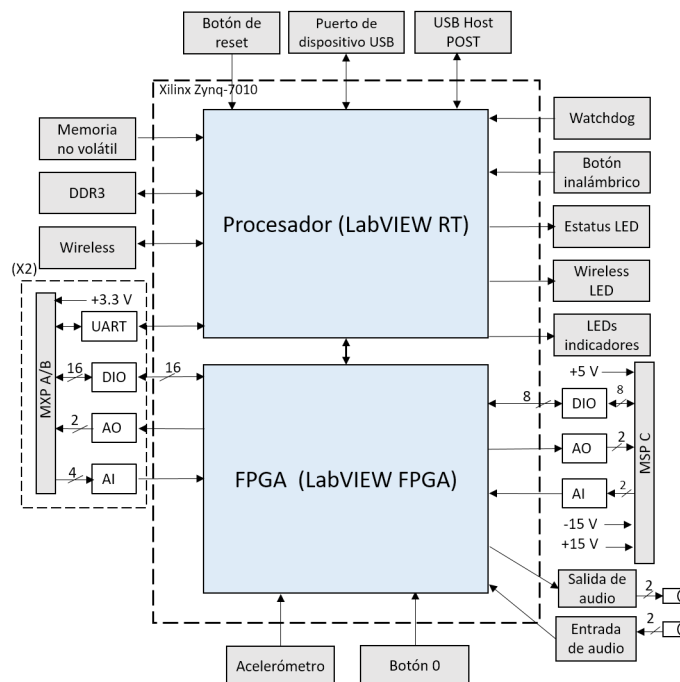 Botón de
reset
Puerto de
dispositivo USB
USB Host
POST
Xilinx Zynq-7010
Memoria
no volátil
DDR3
Wireless
Procesador (LabVIEW RT)
Watchdog
Botón
inalámbrico
Estatus LED
Wireless
LED
LEDs
indicadores
(X2)
MXP A/B
+3.3 V
UART
16
DIO
16
2
AO
4
AI
FPGA (LabVIEW FPGA)
+5 V
8
DIO
8
AO
2
AI
2
-15 V
+15 V
MSP C
Salida de
audio
2
Entrada
de audio
2
Acelerómetro
Botón 0